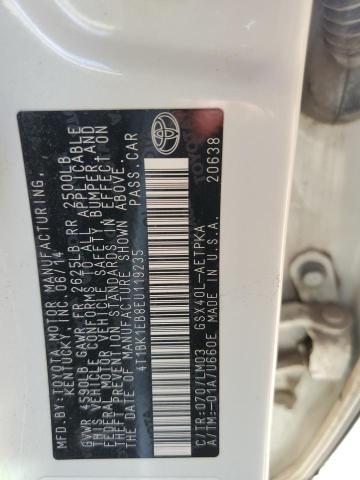 MFD.BY:TOYOTA MOTOR MANUFACTURING,
KENTUCKY, INC. 06/14
GVWR 4590LB GAWR FR 2625LB RR 2500LB
THIS VEHICLE CONFORMS TO ALL APPLICABLE
FEDERAL MOTOR VEHICLE SAFETY,BUMPER,AND
THEFT PREVENTION STANDARDS IN EFFECT ON
THE DATE OF MANUFACTURE SHOWN ABOVE.
4T1BK1EB8EU119235 PASS.CAR
C/TR:070/LM03 GSX40L-AETPKA
A/TM:-01A/U660E MADE IN U.S.A.
20638